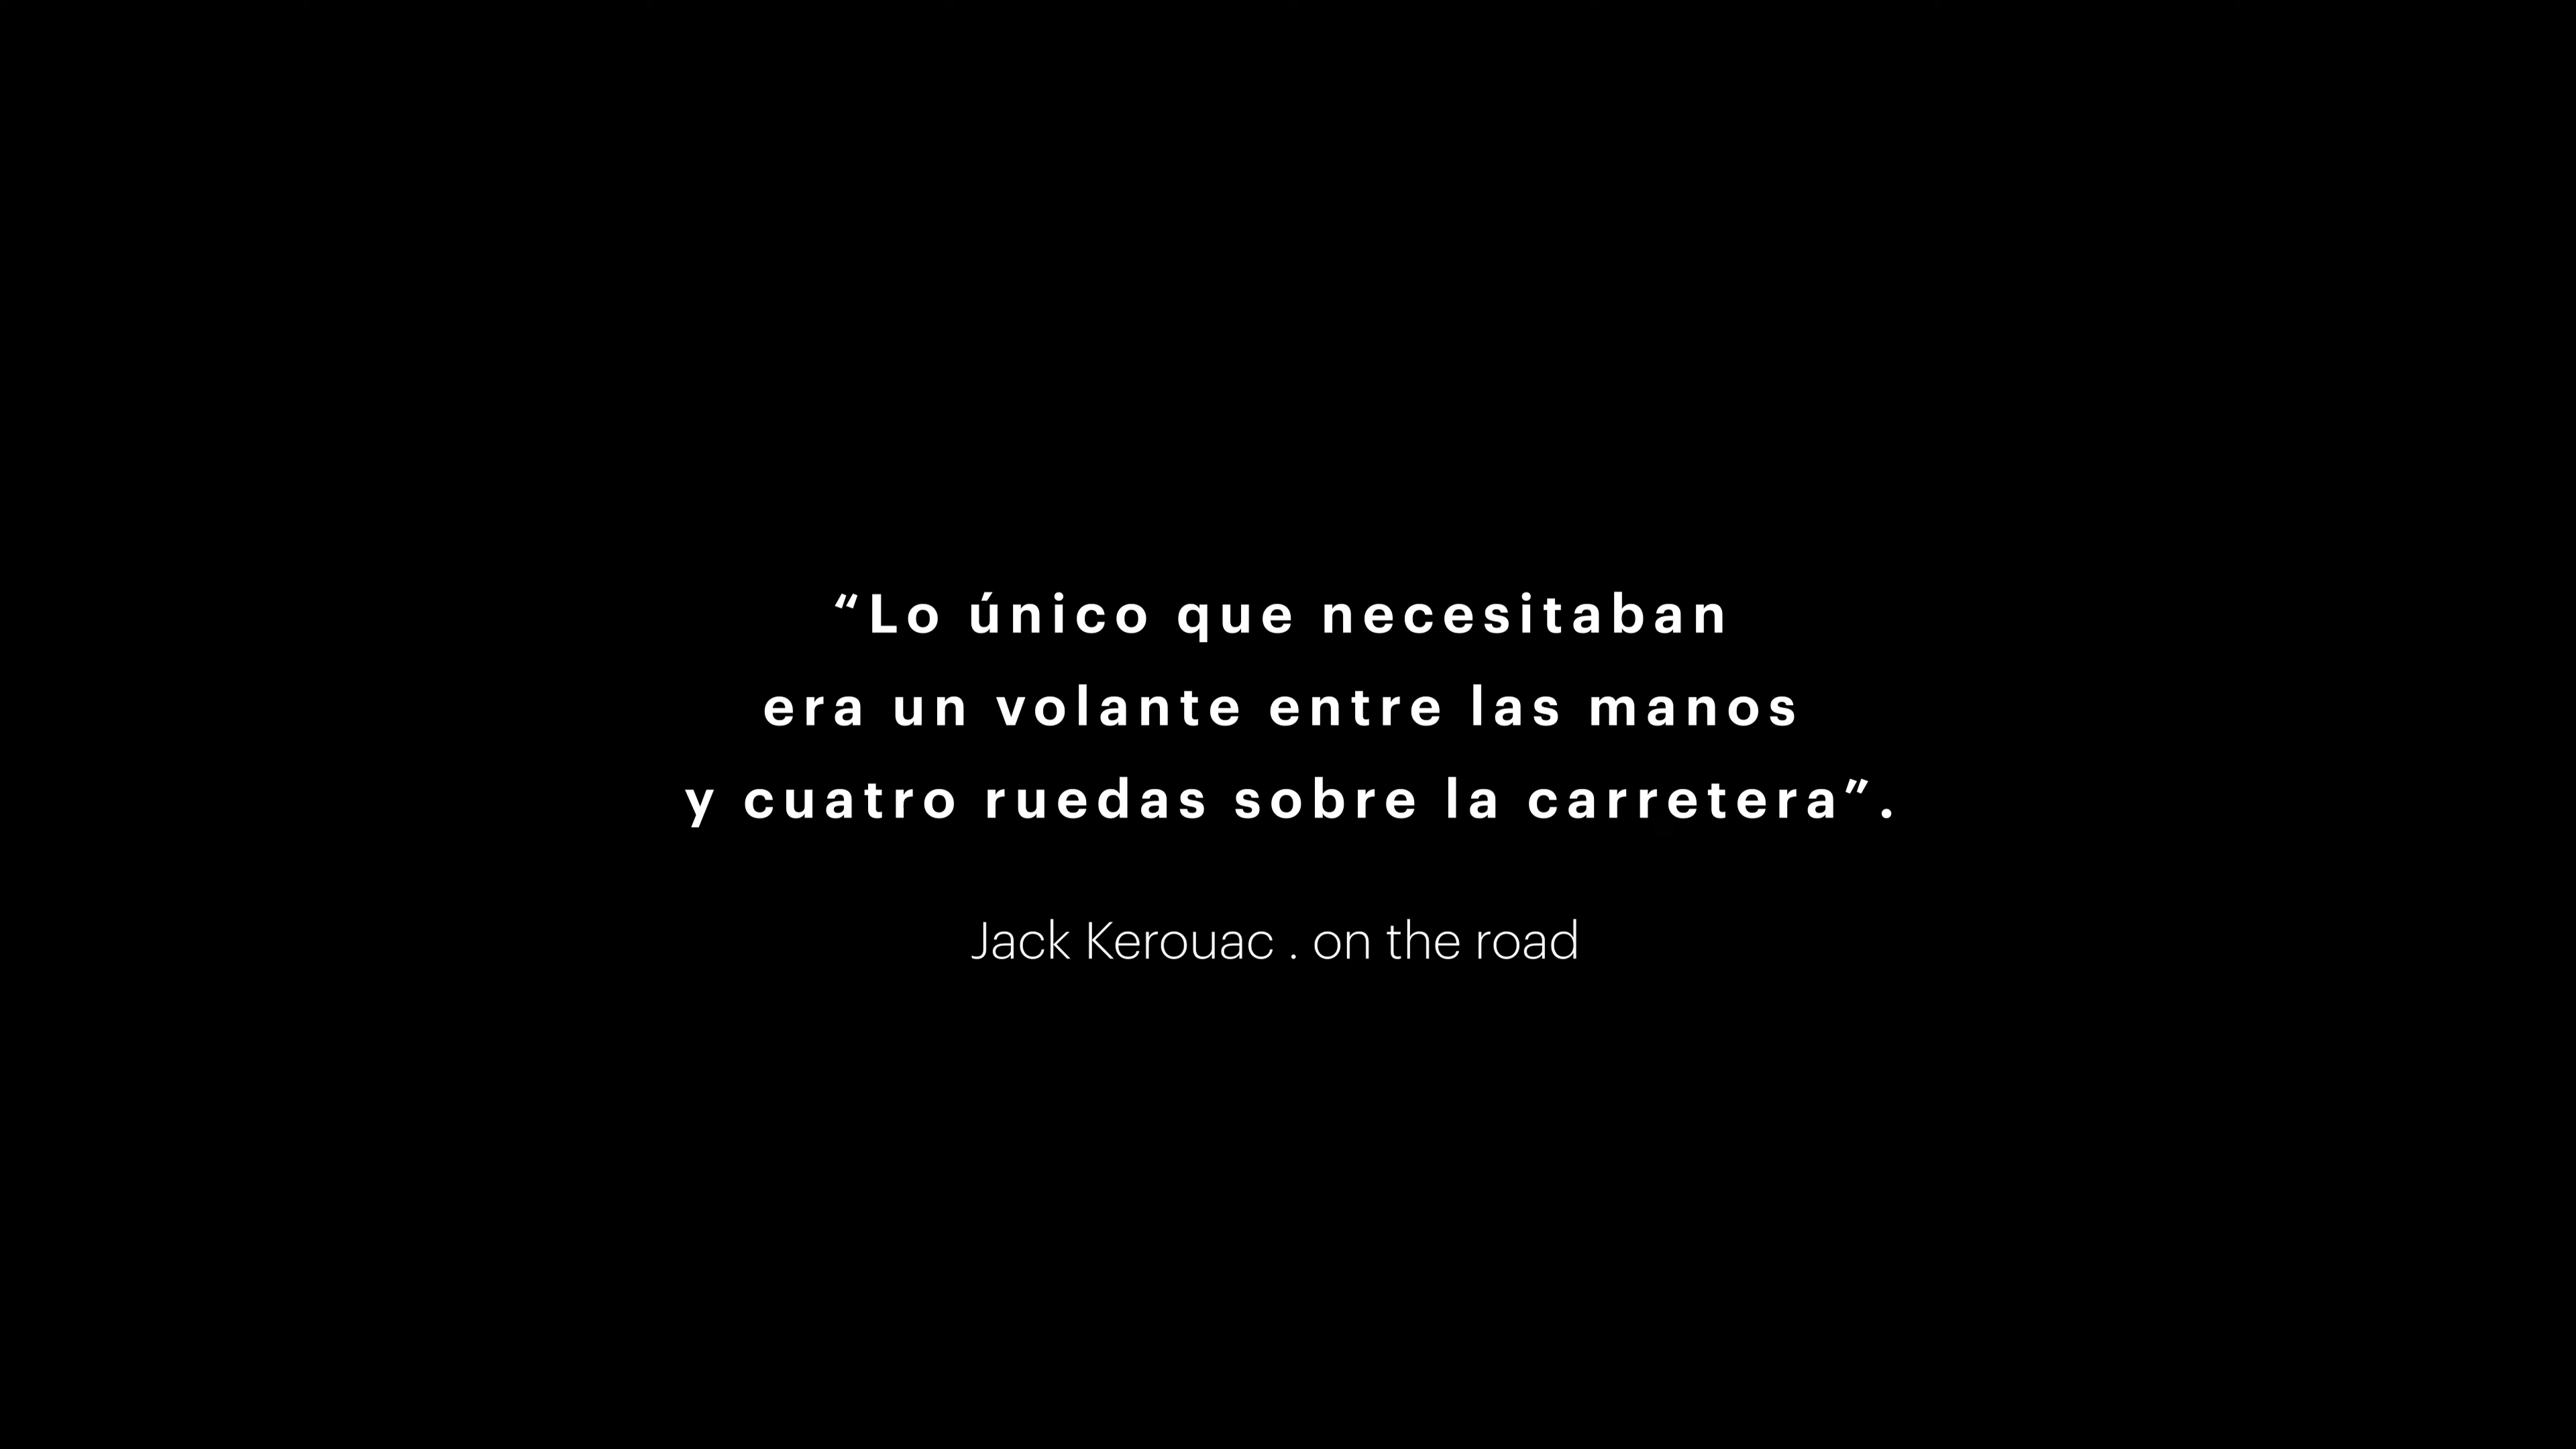 “Lo único que necesitaban
era un volante entre las manos
y cuatro ruedas sobre la carretera”.
Jack Kerouac . on the road